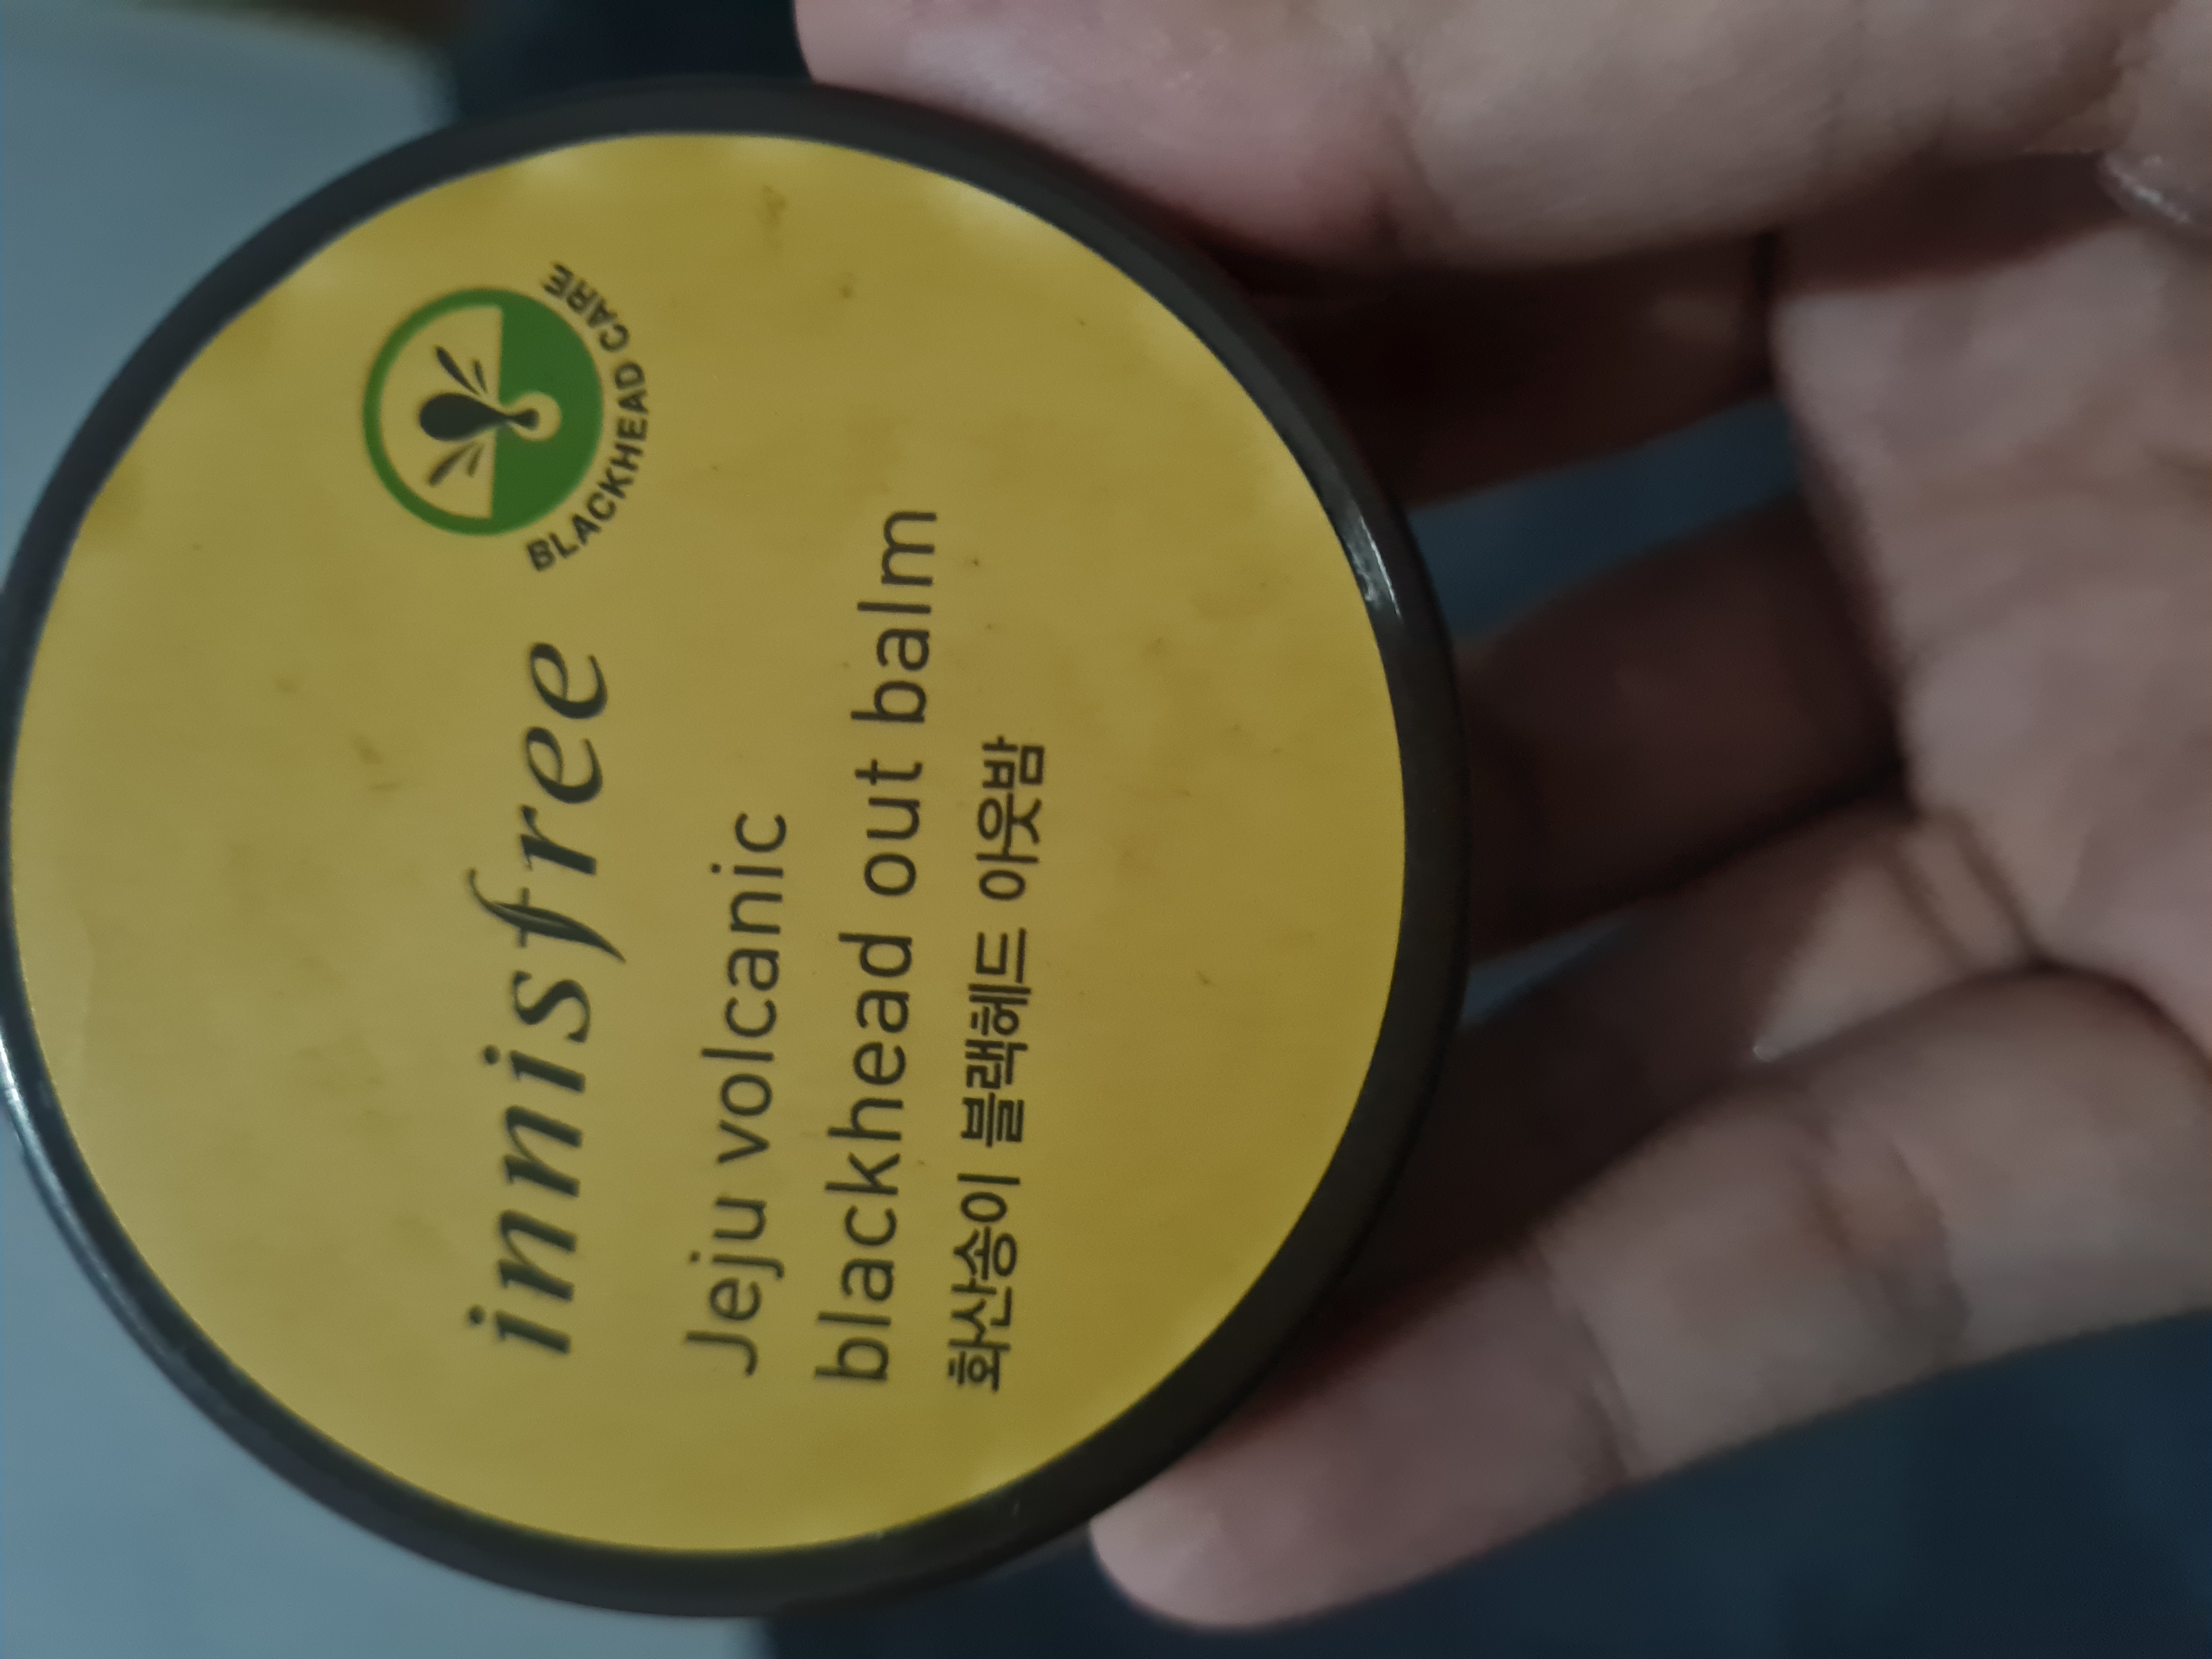 innisfree
BLACKHEAD CARE
Jeju volcanic
blackhead out balm
화산송이 블랙헤드 아웃밤